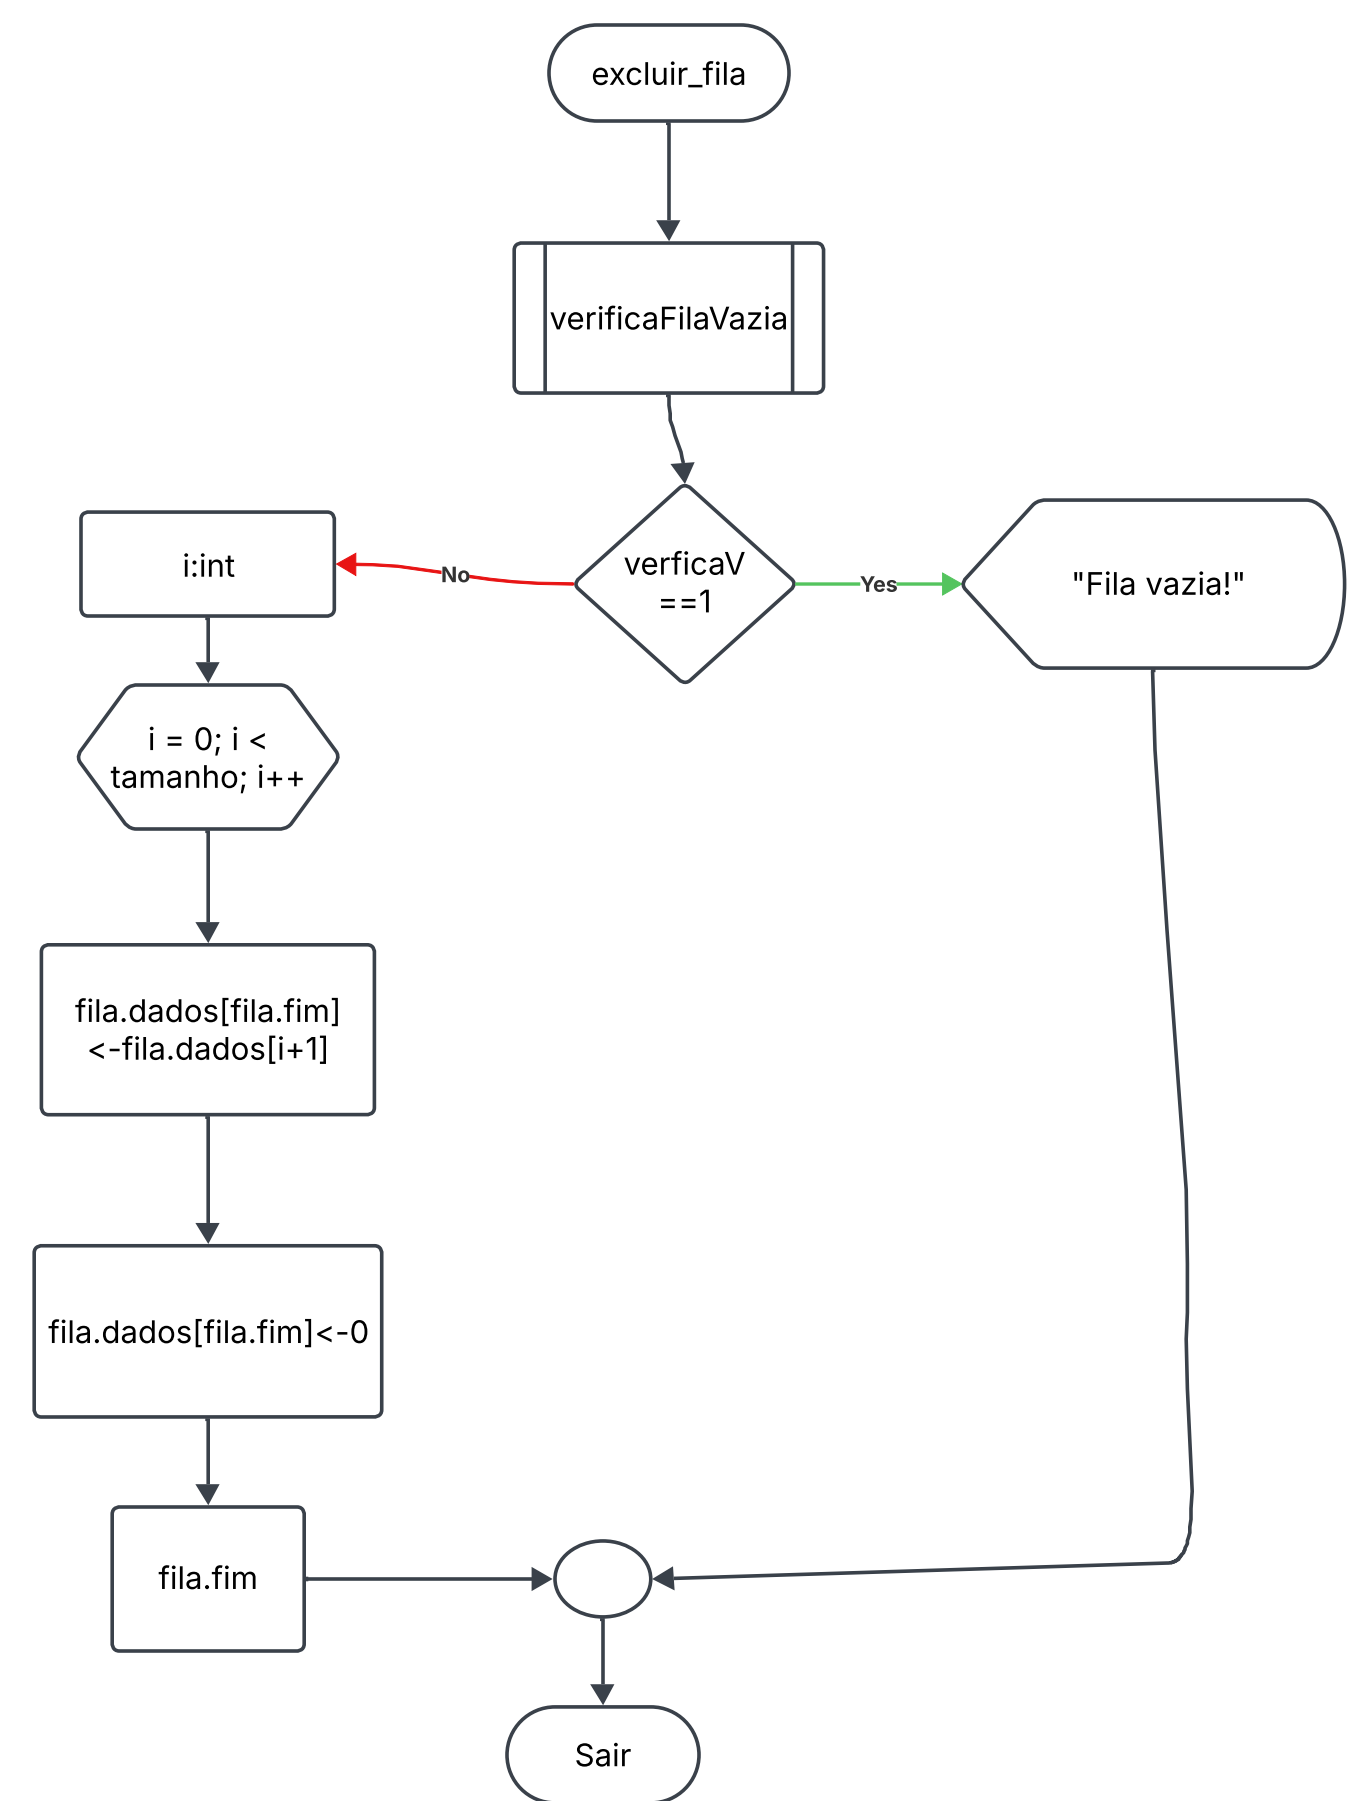 excluir_fila
verificaFilaVazia
verficaV
==1
No
Yes
i:int
"Fila vazia!"
i = 0; i <
tamanho; i++
fila.dados[fila.fim]
<-fila.dados[i+1]
fila.dados[fila.fim]<-0
fila.fim
Sair